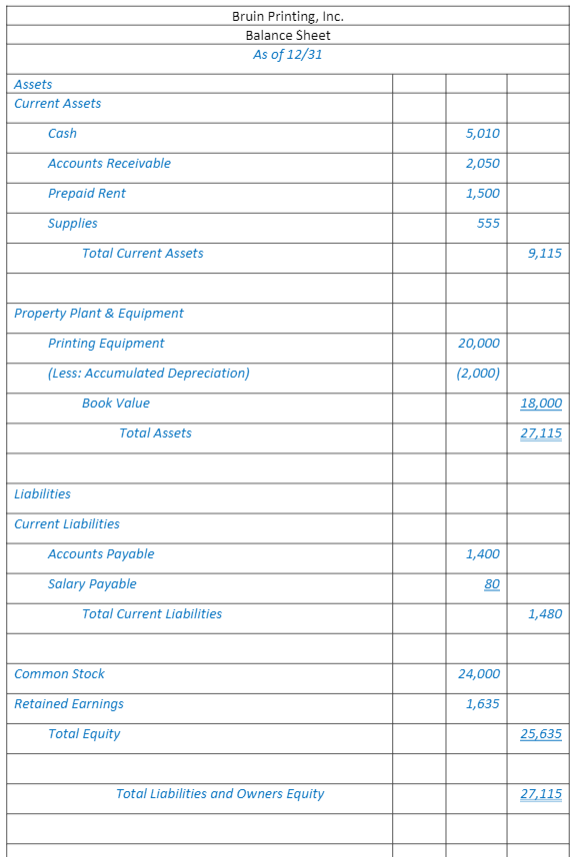 Bruin Printing, Inc.
Balance Sheet
As of 12/31
Assets
Current Assets
Cash 5,010
Accounts Receivable 2,050
Prepaid Rent 1,500
Supplies 555
Total Current Assets 9,115
Property Plant & Equipment
Printing Equipment 20,000
(Less: Accumulated Depreciation) (2,000)
Book Value 18,000
Total Assets 27,115
Liabilities
Current Liabilities
Accounts Payable 1,400
Salary Payable 80
Total Current Liabilities 1,480
Common Stock 24,000
Retained Earnings 1,635
Total Equity 25,635
Total Liabilities and Owners Equity 27,115